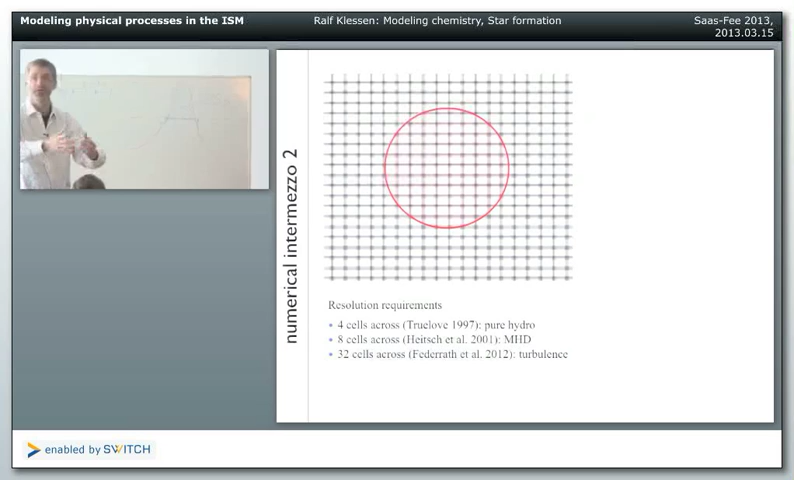 Modeling physical processes in the ISM
Ralf Klessen: Modeling chemistry, Star formation
Saas-Fee 2013,
2013.03.15
numerical intermezzo 2
Resolution requirements
• 4 cells across (Truelove 1997): pure hydro
• 8 cells across (Heitsch et al. 2001): MHD
• 32 cells across (Federrath et al. 2012): turbulence
enabled by SWITCH